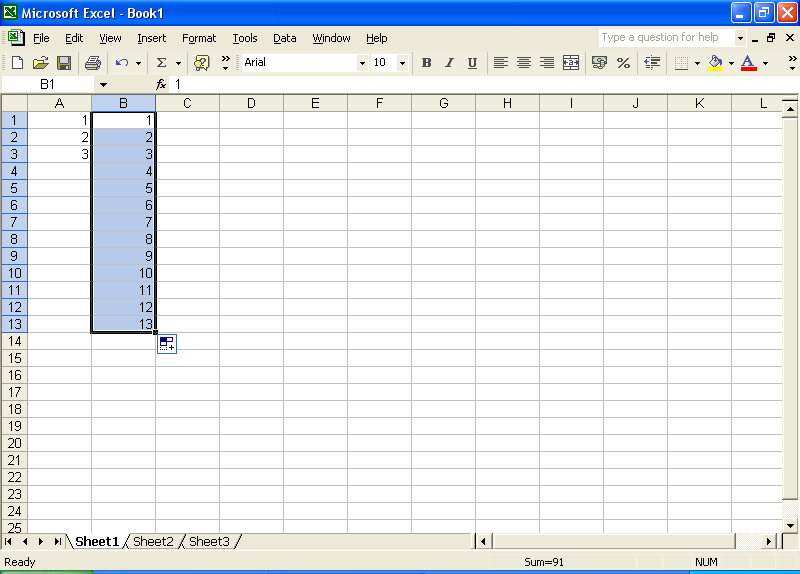 Microsoft Excel - Book1
File Edit View Insert Format Tools Data Window Help Type a question for help
Arial 10 B I U % A
B1 fx 1
A B C D E F G H I J K L
1 1 1
2 2 2
3 3 3
4 4
5 5
6 6
7 7
8 8
9 9
10 10
11 11
12 12
13 13
14
15
16
17
18
19
20
21
22
23
24
25
Sheet1 Sheet2 Sheet3
Ready Sum=91 NUM